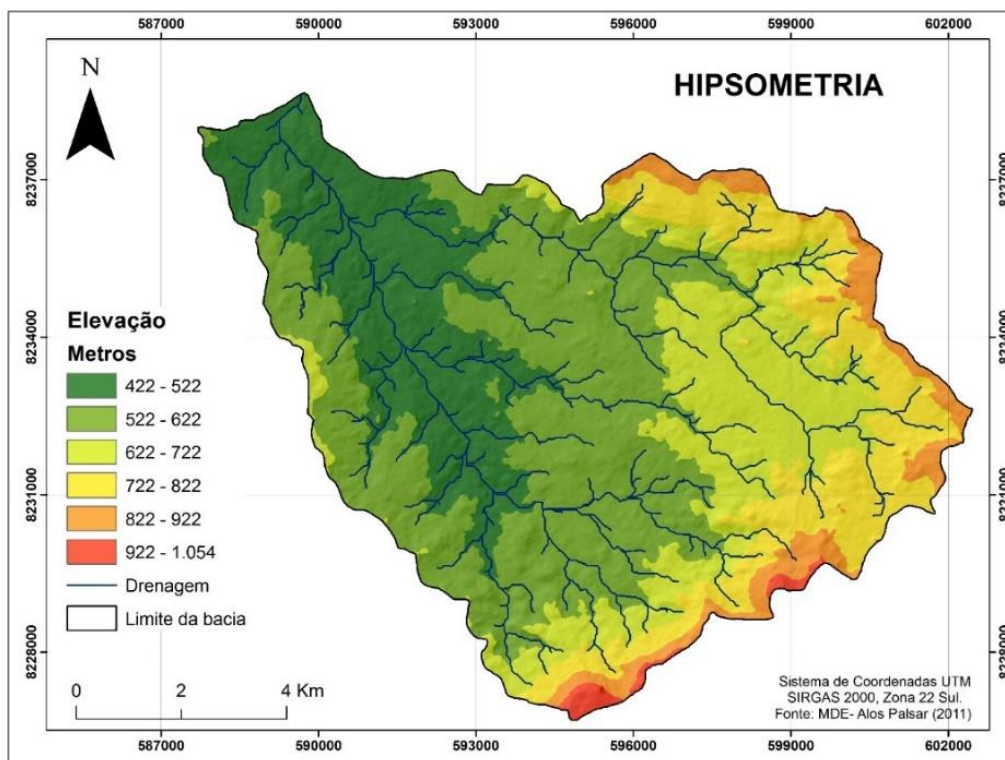 587000 590000 593000 596000 599000 602000
N
HIPSOMETRIA
8237000 8237000
8234000 8234000
Elevação
Metros
422 - 522
522 - 622
622 - 722
722 - 822
822 - 922
922 - 1.054
Drenagem
Limite da bacia
8231000 8231000
8228000 8228000
0 2 4 Km
Sistema de Coordenadas UTM
SIRGAS 2000, Zona 22 Sul.
Fonte: MDE- Alos Palsar (2011)
587000 590000 593000 596000 599000 602000